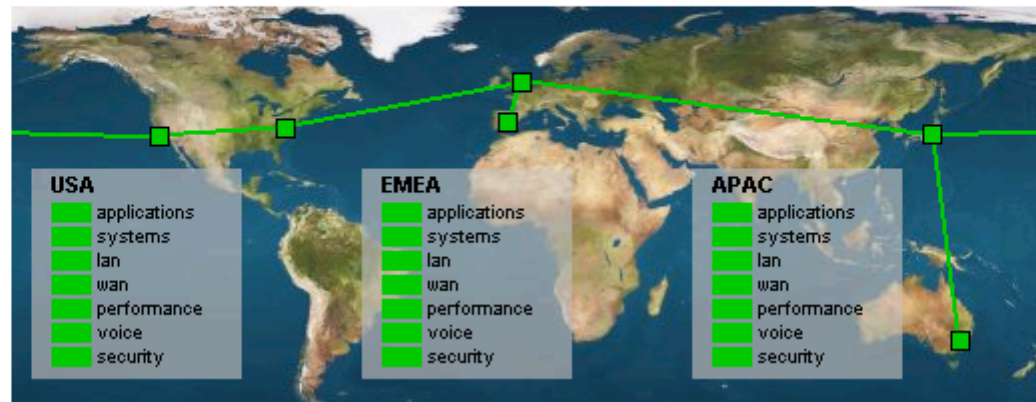 USA
applications
systems
lan
wan
performance
voice
security
EMEA
applications
systems
lan
wan
performance
voice
security
APAC
applications
systems
lan
wan
performance
voice
security